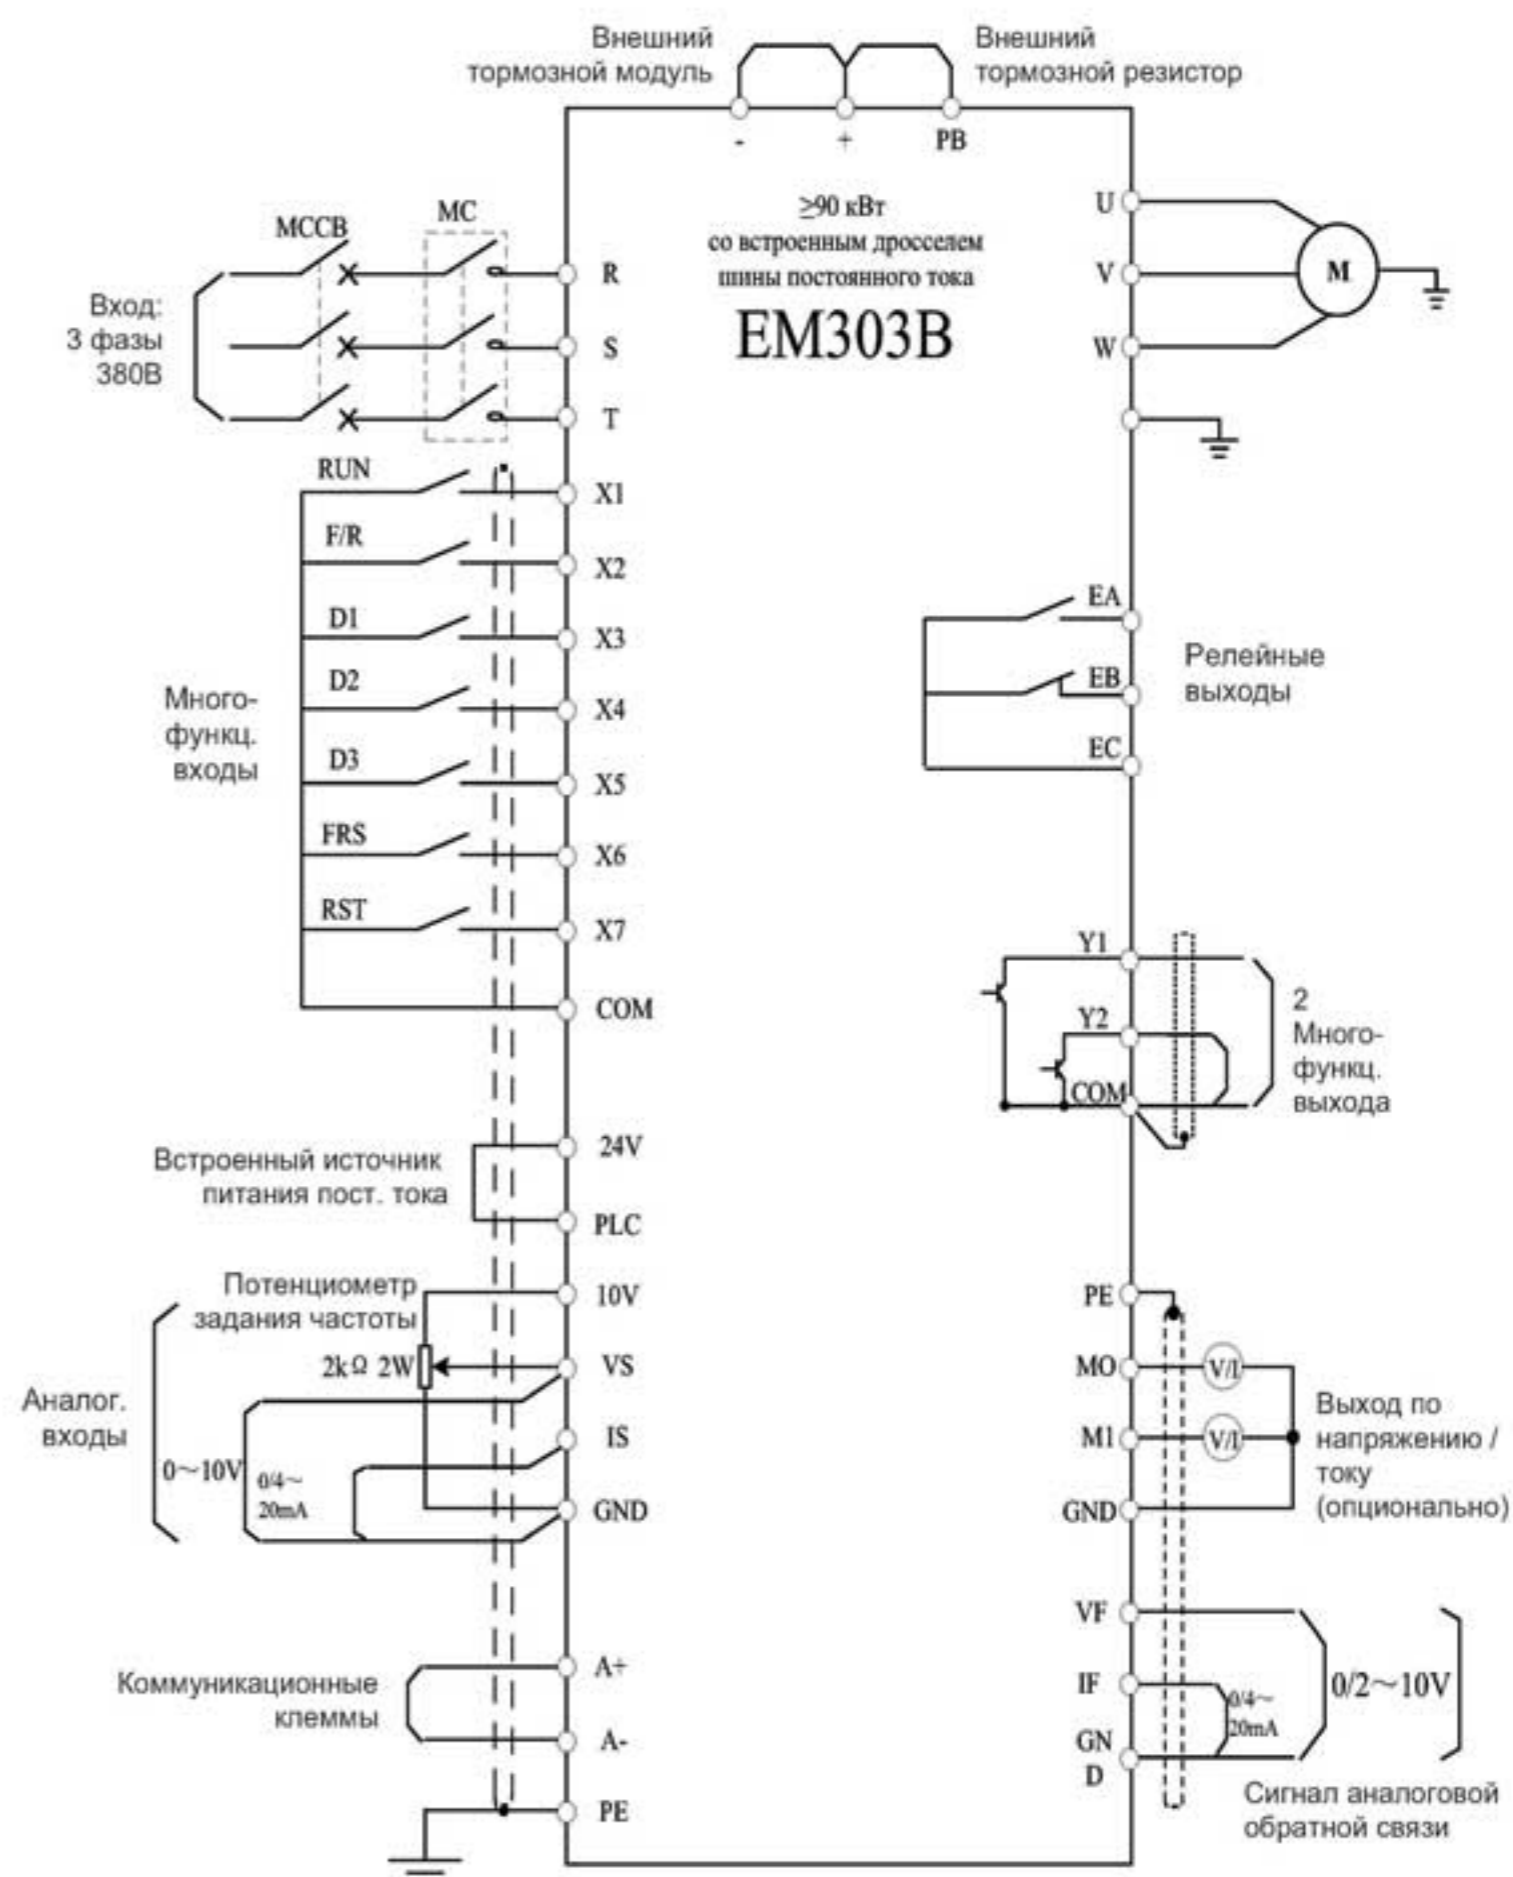 Внешний
тормозной модуль
Внешний
тормозной резистор
- + PB
≥90 кВт
со встроенным дросселем
шины постоянного тока
EM303B
MCCB
MC
Вход:
3 фазы
380В
R
S
T
U
V
W
M
RUN
X1
F/R
X2
D1
X3
D2
X4
D3
X5
FRS
X6
RST
X7
COM
Много-
функц.
входы
EA
EB
EC
Релейные
выходы
Y1
Y2
COM
2
Много-
функц.
выхода
Встроенный источник
питания пост. тока
24V
PLC
Потенциометр
задания частоты
2kΩ 2W
10V
VS
IS
GND
Аналог.
входы
0～10V
0/4～
20mA
PE
MO
V/I
M1
V/I
GND
Выход по
напряжению /
току
(опционально)
Коммуникационные
клеммы
A+
A-
PE
VF
IF
GN
D
0/4～
20mA
0/2～10V
Сигнал аналоговой
обратной связи